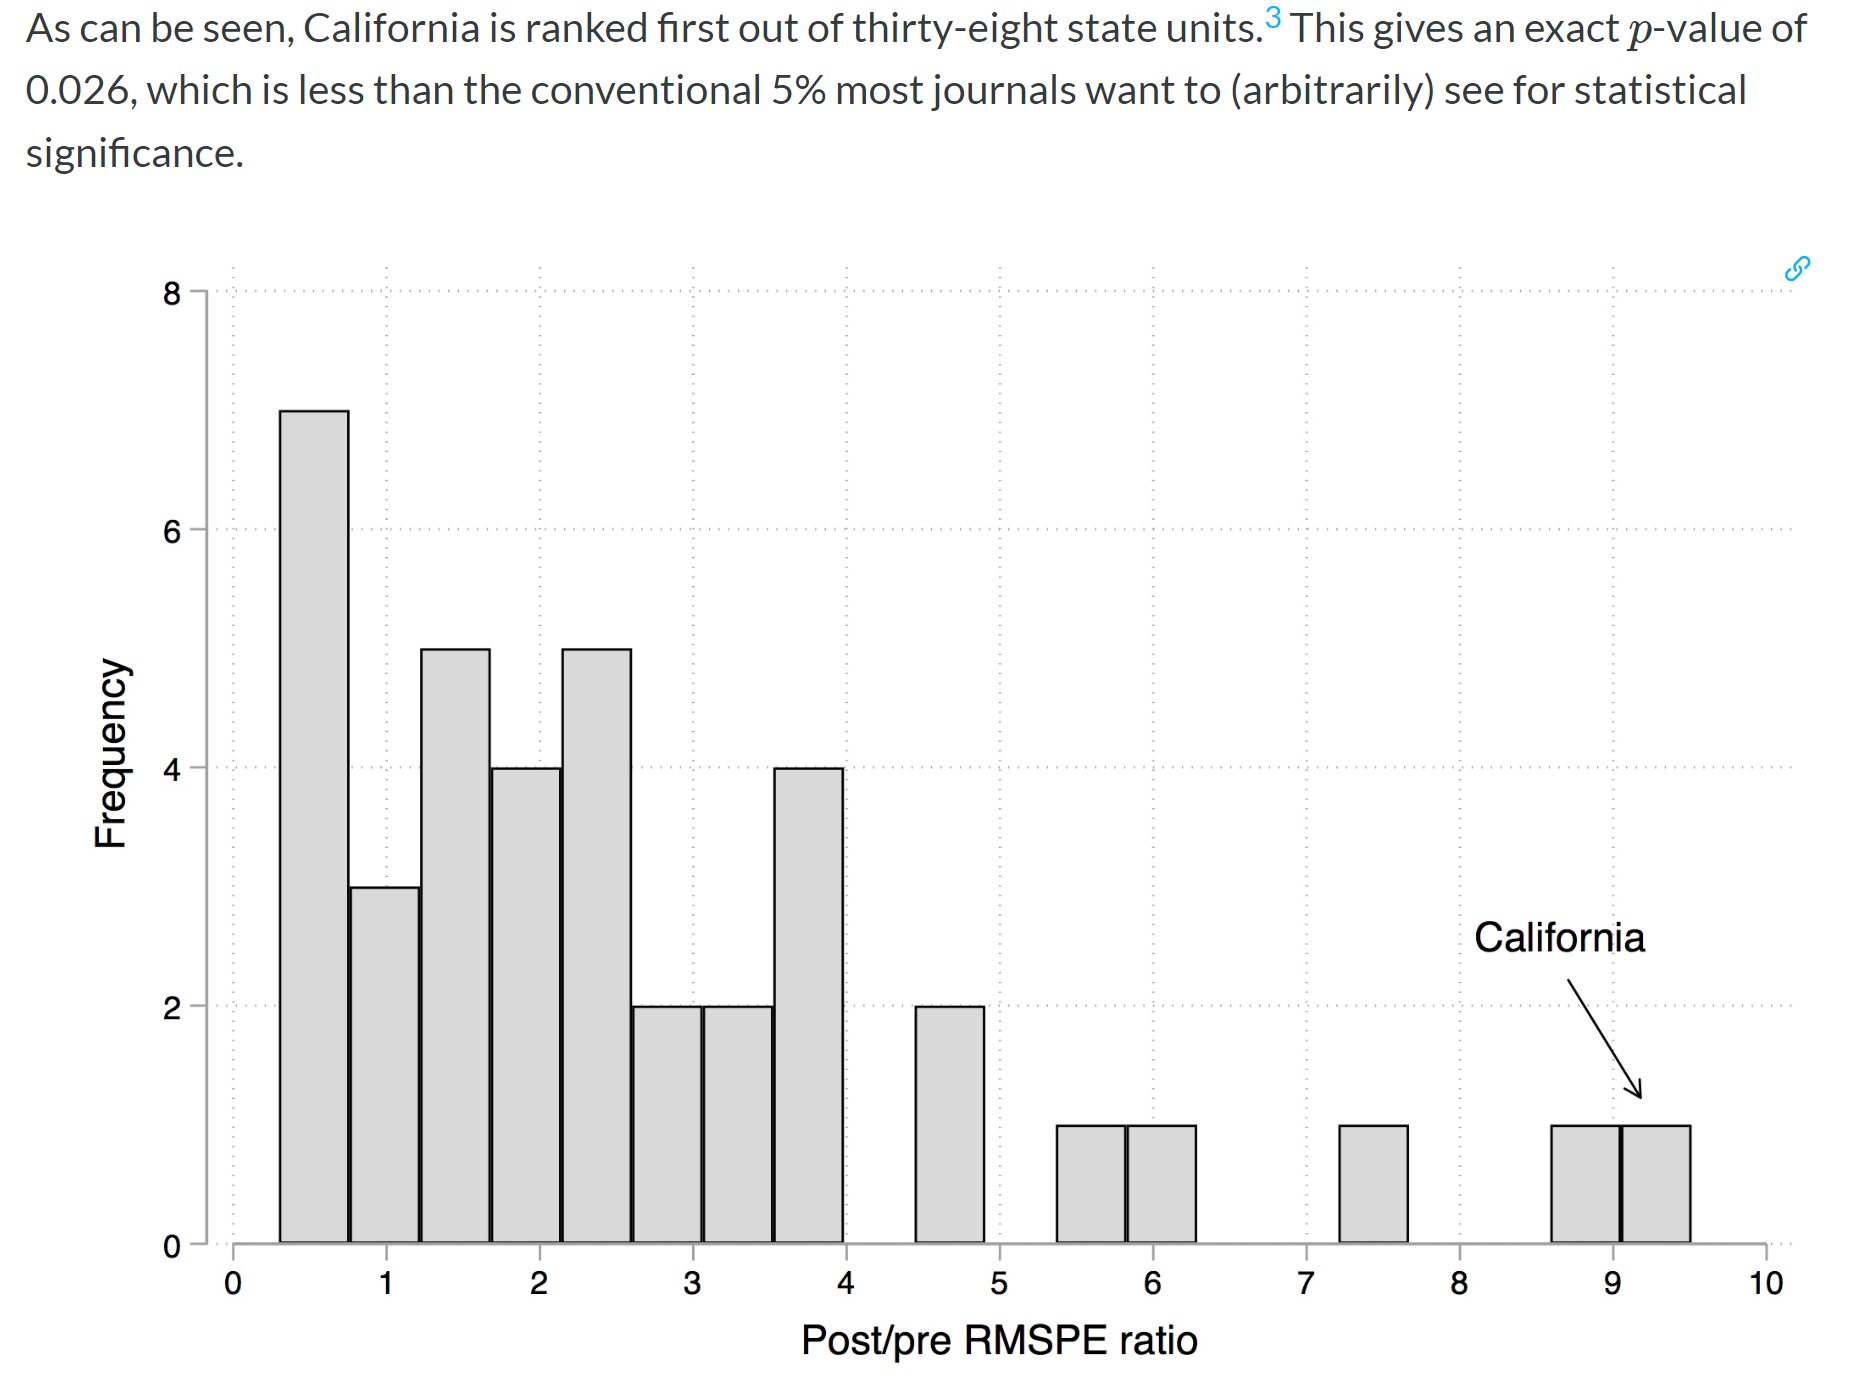 As can be seen, California is ranked first out of thirty-eight state units.3 This gives an exact p-value of
0.026, which is less than the conventional 5% most journals want to (arbitrarily) see for statistical
significance.
8
6
4
2
0
Frequency
California
0 1 2 3 4 5 6 7 8 9 10
Post/pre RMSPE ratio